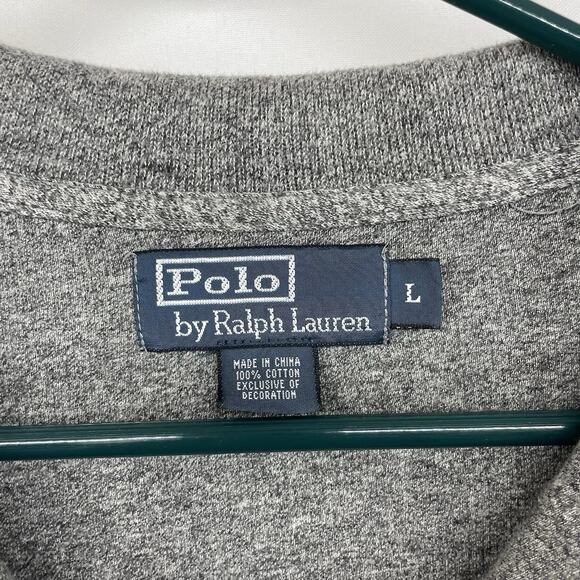 Polo
by Ralph Lauren
L
MADE IN CHINA
100% COTTON
EXCLUSIVE OF
DECORATION